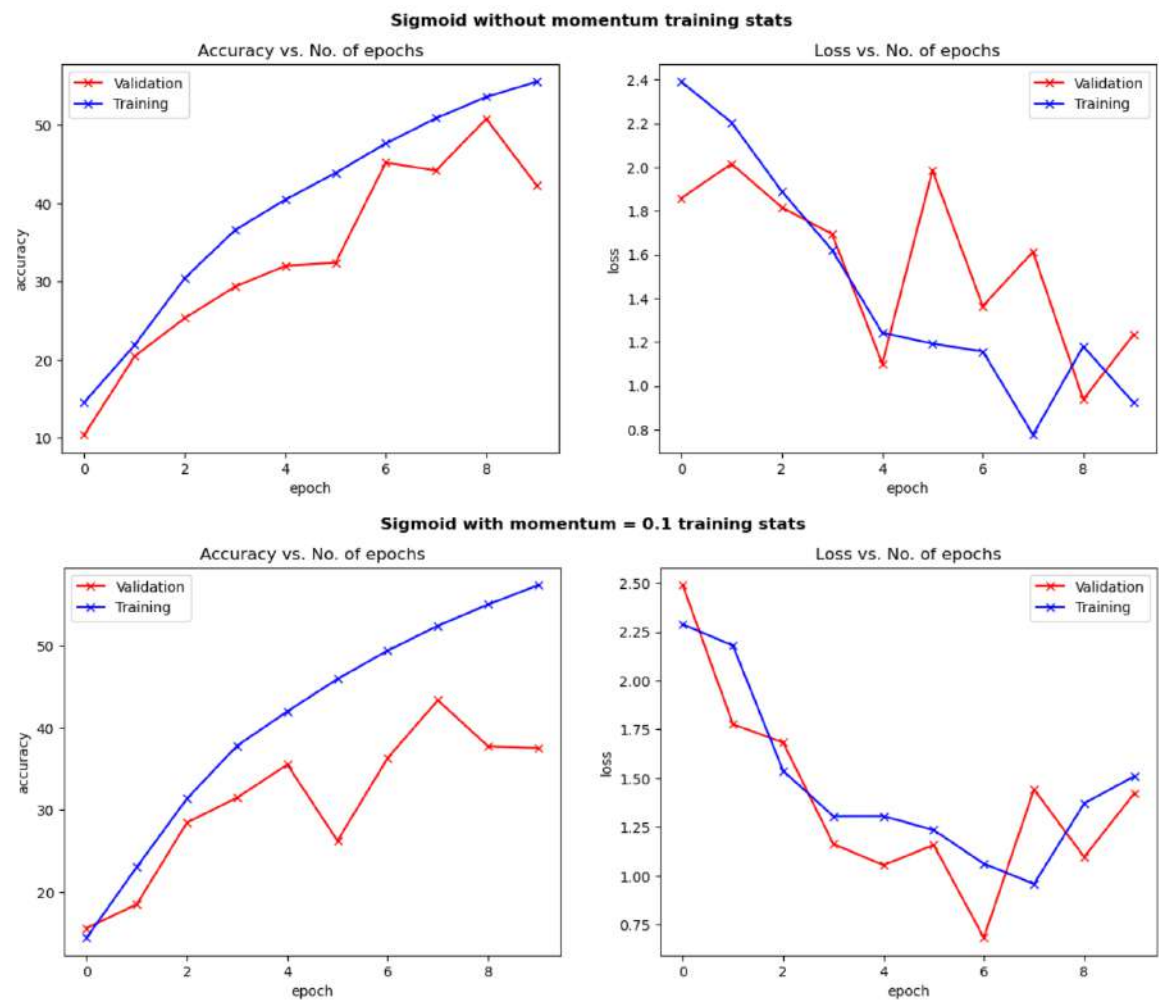 Sigmoid without momentum training stats
Accuracy vs. No. of epochs
Validation
Training
50
40
30
20
10
accuracy
0 2 4 6 8
epoch
Loss vs. No. of epochs
Validation
Training
2.4
2.2
2.0
1.8
1.6
1.4
1.2
1.0
0.8
loss
0 2 4 6 8
epoch
Sigmoid with momentum = 0.1 training stats
Accuracy vs. No. of epochs
Validation
Training
50
40
30
20
accuracy
0 2 4 6 8
epoch
Loss vs. No. of epochs
Validation
Training
2.50
2.25
2.00
1.75
1.50
1.25
1.00
0.75
loss
0 2 4 6 8
epoch